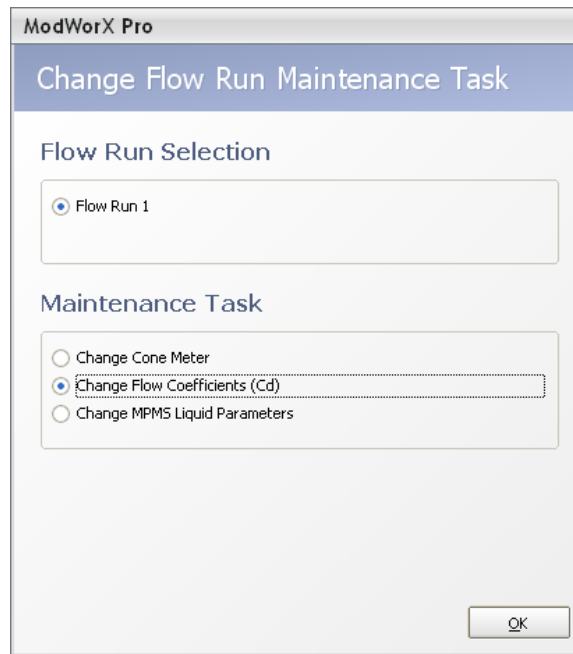 ModWorX Pro
Change Flow Run Maintenance Task
Flow Run Selection
Flow Run 1
Maintenance Task
Change Cone Meter
Change Flow Coefficients (Cd)
Change MPMS Liquid Parameters
OK